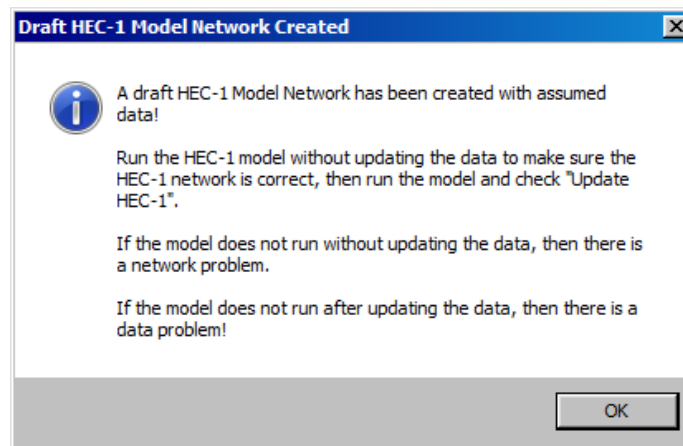 Draft HEC-1 Model Network Created
A draft HEC-1 Model Network has been created with assumed
data!
Run the HEC-1 model without updating the data to make sure the
HEC-1 network is correct, then run the model and check "Update
HEC-1".
If the model does not run without updating the data, then there is
a network problem.
If the model does not run after updating the data, then there is a
data problem!
OK